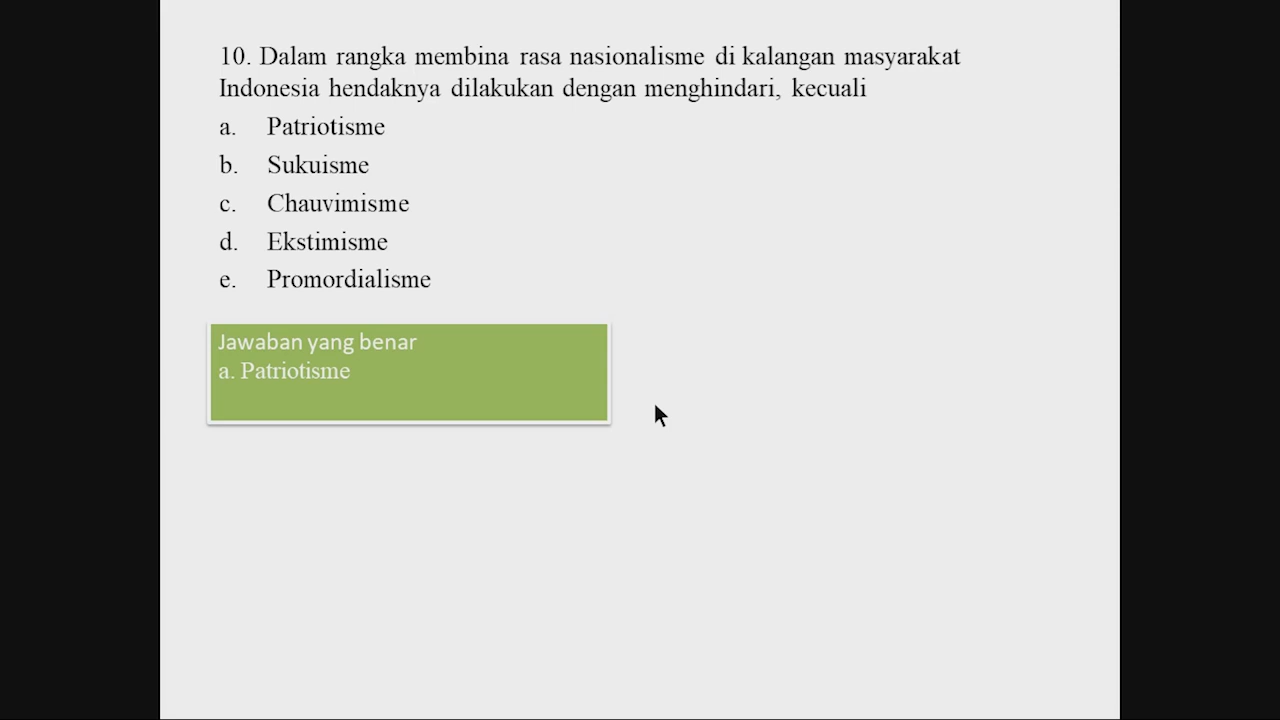 10. Dalam rangka membina rasa nasionalisme di kalangan masyarakat
Indonesia hendaknya dilakukan dengan menghindari, kecuali
a. Patriotisme
b. Sukuisme
c. Chauvimisme
d. Ekstimisme
e. Promordialisme
Jawaban yang benar
a. Patriotisme